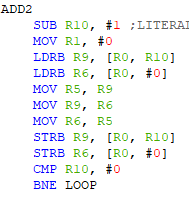 ADD2
SUB R10, #1 ;LITERAL
MOV R1, #0
LDRB R9, [R0, R10]
LDRB R6, [R0, #0]
MOV R5, R9
MOV R9, R6
MOV R6, R5
STRB R9, [R0, R10]
STRB R6, [R0, #0]
CMP R10, #0
BNE LOOP